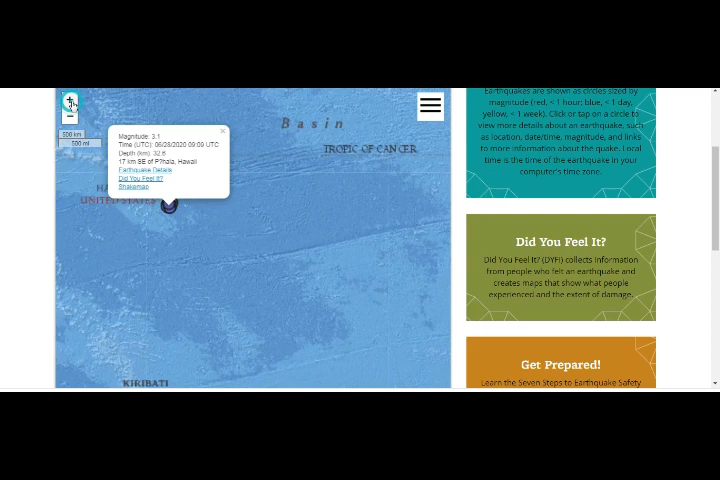 +
−
500 km
500 mi
Basin
TROPIC OF CANCER
×
Magnitude: 3.1
Time (UTC): 06/28/2020 09:09 UTC
Depth (km): 32.6
17 km SE of P?hala, Hawaii
Earthquake Details
Did You Feel It?
Shakemap
UNITED STATES
KIRIBATI
Earthquakes are shown as circles sized by
magnitude (red, < 1 hour; blue, < 1 day,
yellow, < 1 week). Click or tap on a circle to
view more details about an earthquake, such
as location, date/time, magnitude, and links
to more information about the quake. Local
time is the time of the earthquake in your
computer's time zone.
Did You Feel It?
Did You Feel It? (DYFI) collects information
from people who felt an earthquake and
creates maps that show what people
experienced and the extent of damage.
Get Prepared!
Learn the Seven Steps to Earthquake Safety